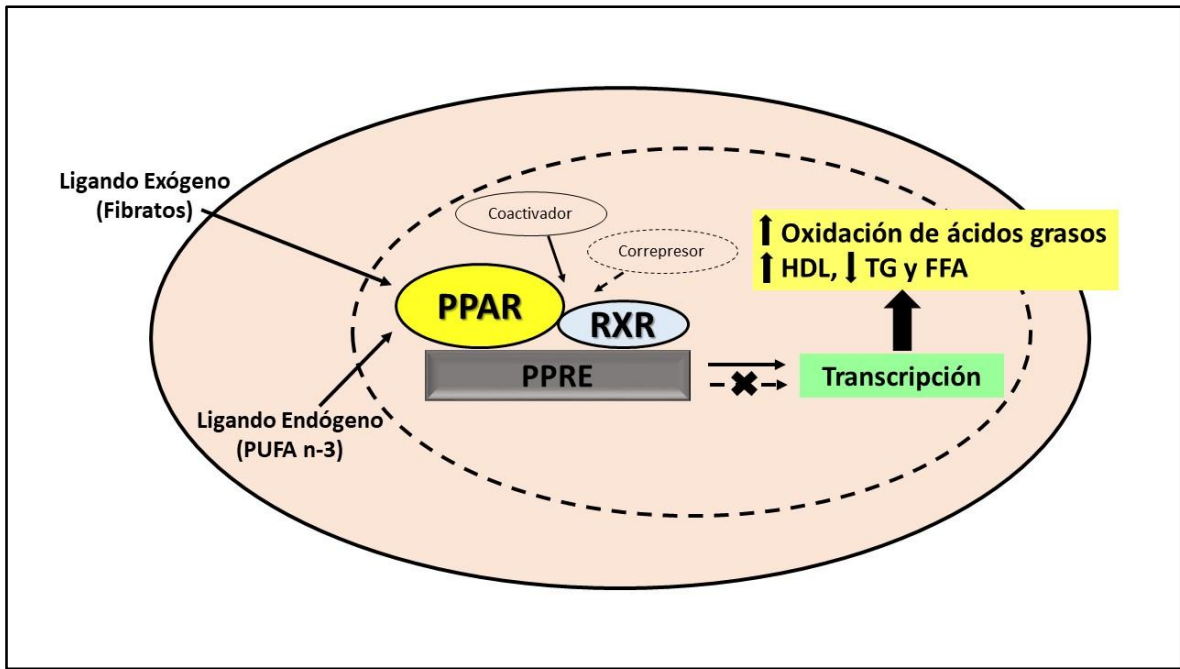 Ligando Exógeno
(Fibratos)
Coactivador
Correpresor
Oxidación de ácidos grasos
HDL, TG y FFA
PPAR
RXR
PPRE
Transcripción
Ligando Endógeno
(PUFA n-3)